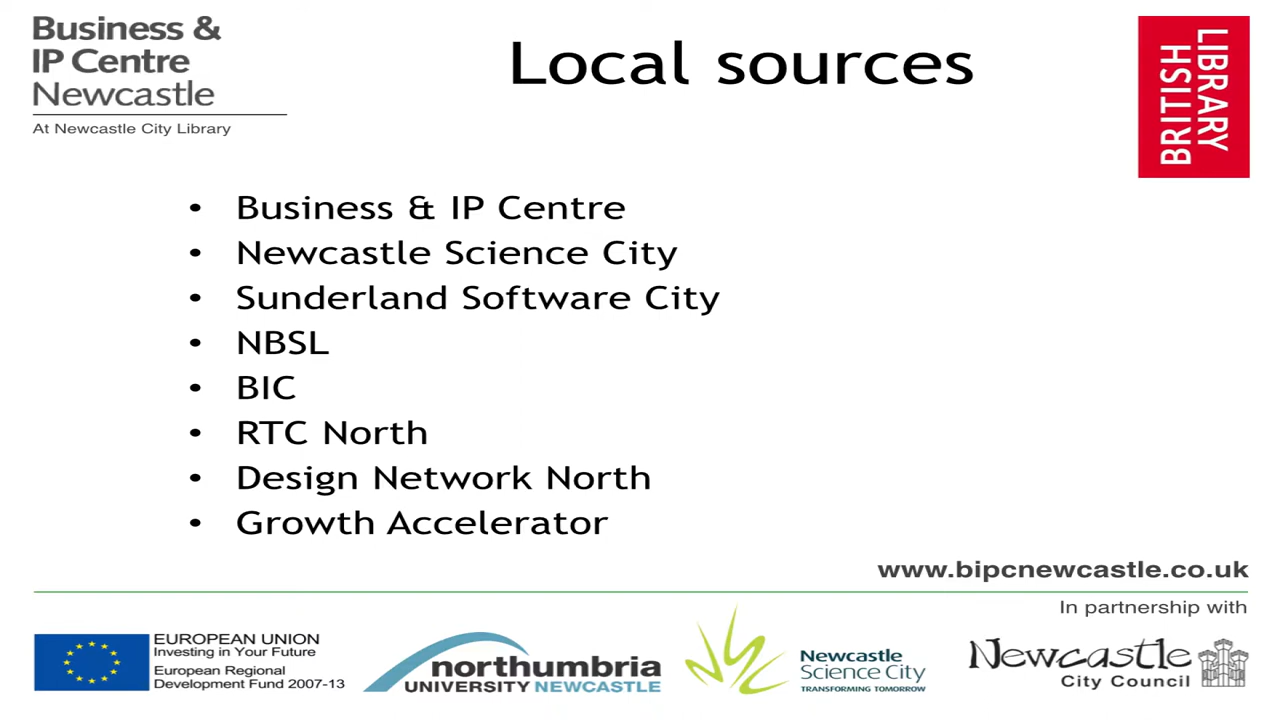 Business &
IP Centre
Newcastle
At Newcastle City Library
Local sources
BRITISH
LIBRARY
• Business & IP Centre
• Newcastle Science City
• Sunderland Software City
• NBSL
• BIC
• RTC North
• Design Network North
• Growth Accelerator
www.bipcnewcastle.co.uk
In partnership with
EUROPEAN UNION
Investing in Your Future
European Regional
Development Fund 2007-13
northumbria
UNIVERSITY NEWCASTLE
Newcastle
Science City
TRANSFORMING TOMORROW
Newcastle
City Council